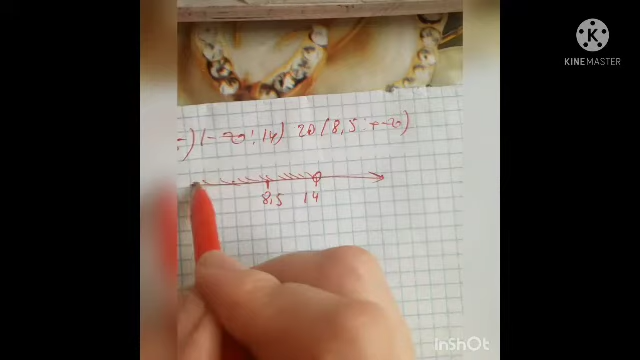 (-∞; 14) ∩ (8,5; +∞)
8,5 14
K
KINEMASTER
InShOt